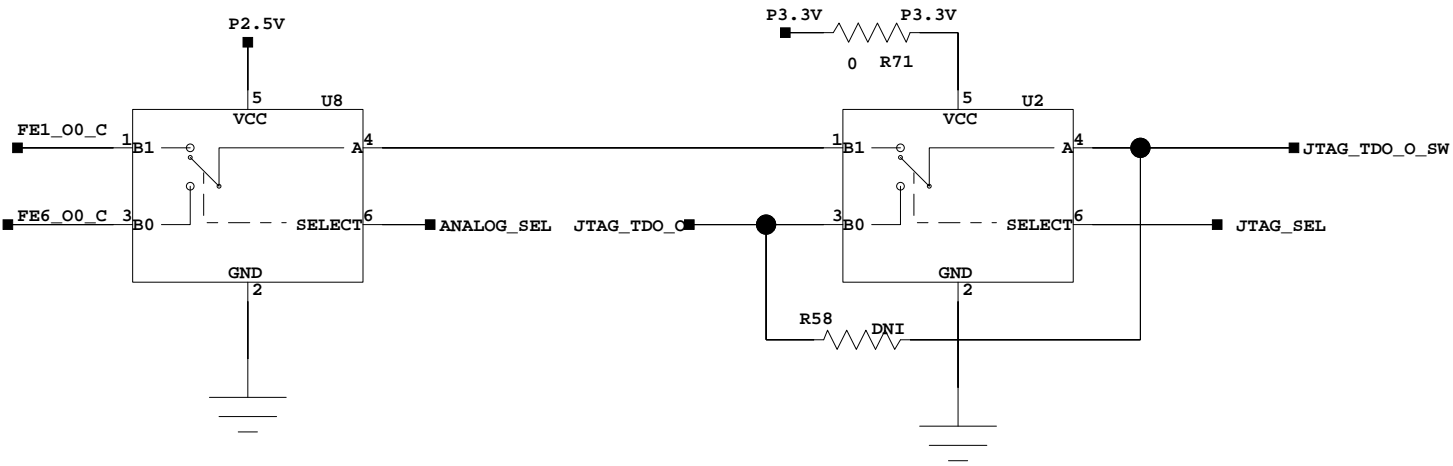 P2.5V
P3.3V P3.3V
0 R71
5 U8
VCC
5 U2
VCC
FE1_O0_C 1 B1 A 4
1 B1 A 4 JTAG_TDO_O_SW
FE6_O0_C 3 B0 SELECT 6 ANALOG_SEL
JTAG_TDO_O 3 B0 SELECT 6 JTAG_SEL
GND
2
GND
2
R58 DNI